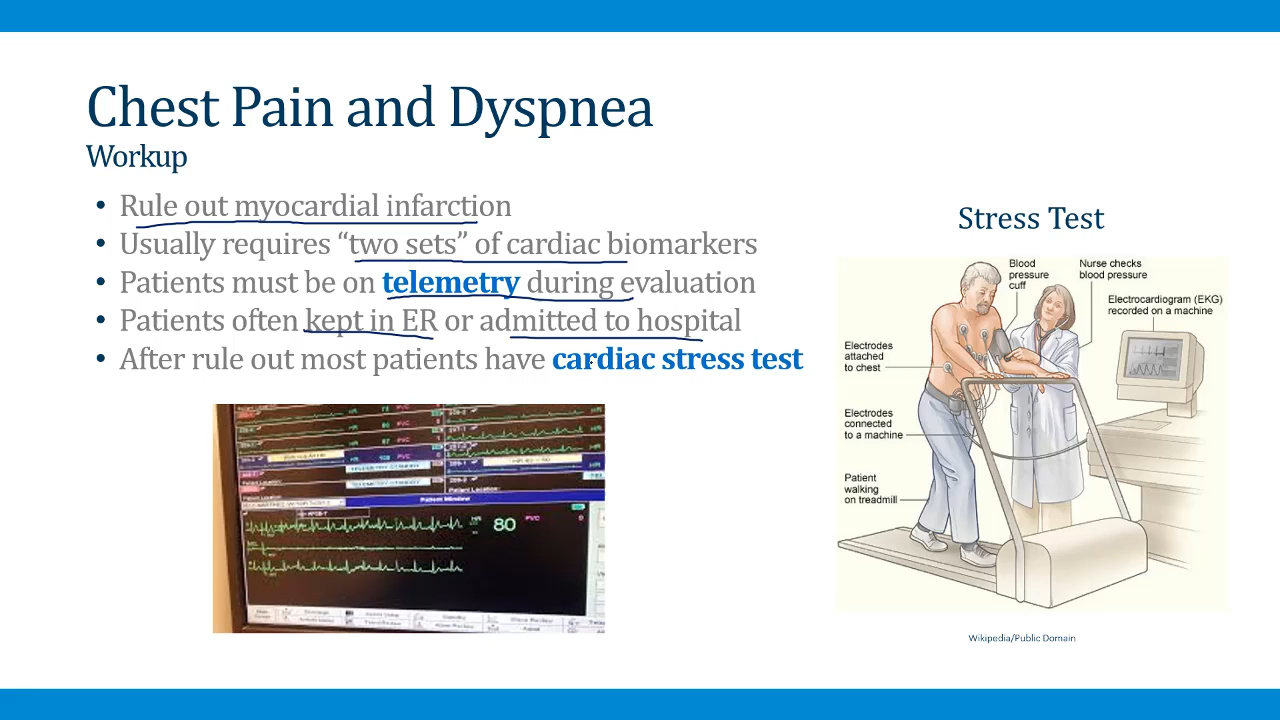 Chest Pain and Dyspnea
Workup
• Rule out myocardial infarction
• Usually requires “two sets” of cardiac biomarkers
• Patients must be on telemetry during evaluation
• Patients often kept in ER or admitted to hospital
• After rule out most patients have cardiac stress test
Stress Test
Blood
pressure
cuff
Nurse checks
blood pressure
Electrocardiogram (EKG)
recorded on a machine
Electrodes
attached
to chest
Electrodes
connected
to a machine
Patient
walking
on treadmill
Patient Window
HR
80
PVC
0
Wikipedia/Public Domain